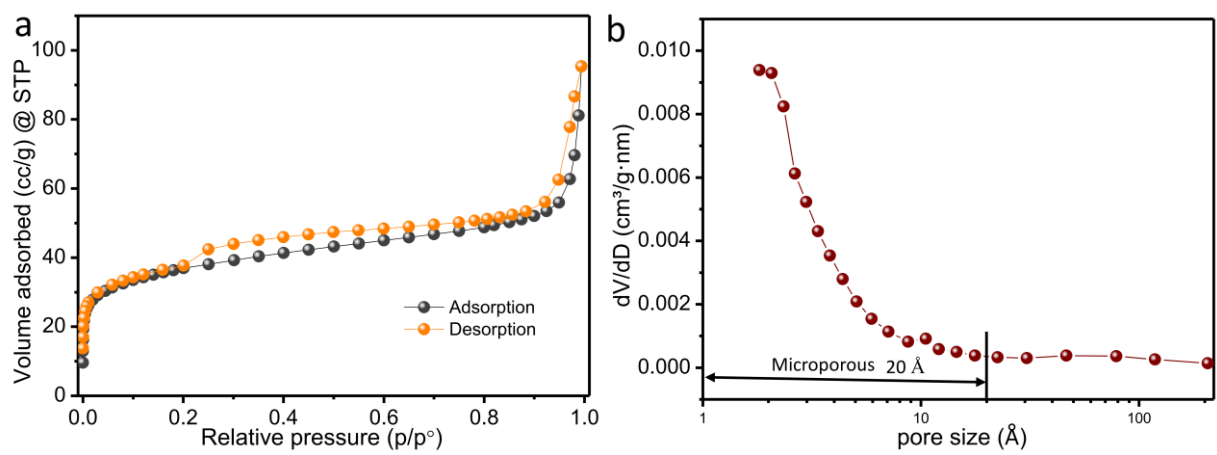 a
Volume adsorbed (cc/g) @ STP
100
80
60
40
20
0
Adsorption
Desorption
0.0 0.2 0.4 0.6 0.8 1.0
Relative pressure (p/p°)
b
dV/dD (cm³/g·nm)
0.010
0.008
0.006
0.004
0.002
0.000
Microporous 20 Å
1 10 100
pore size (Å)